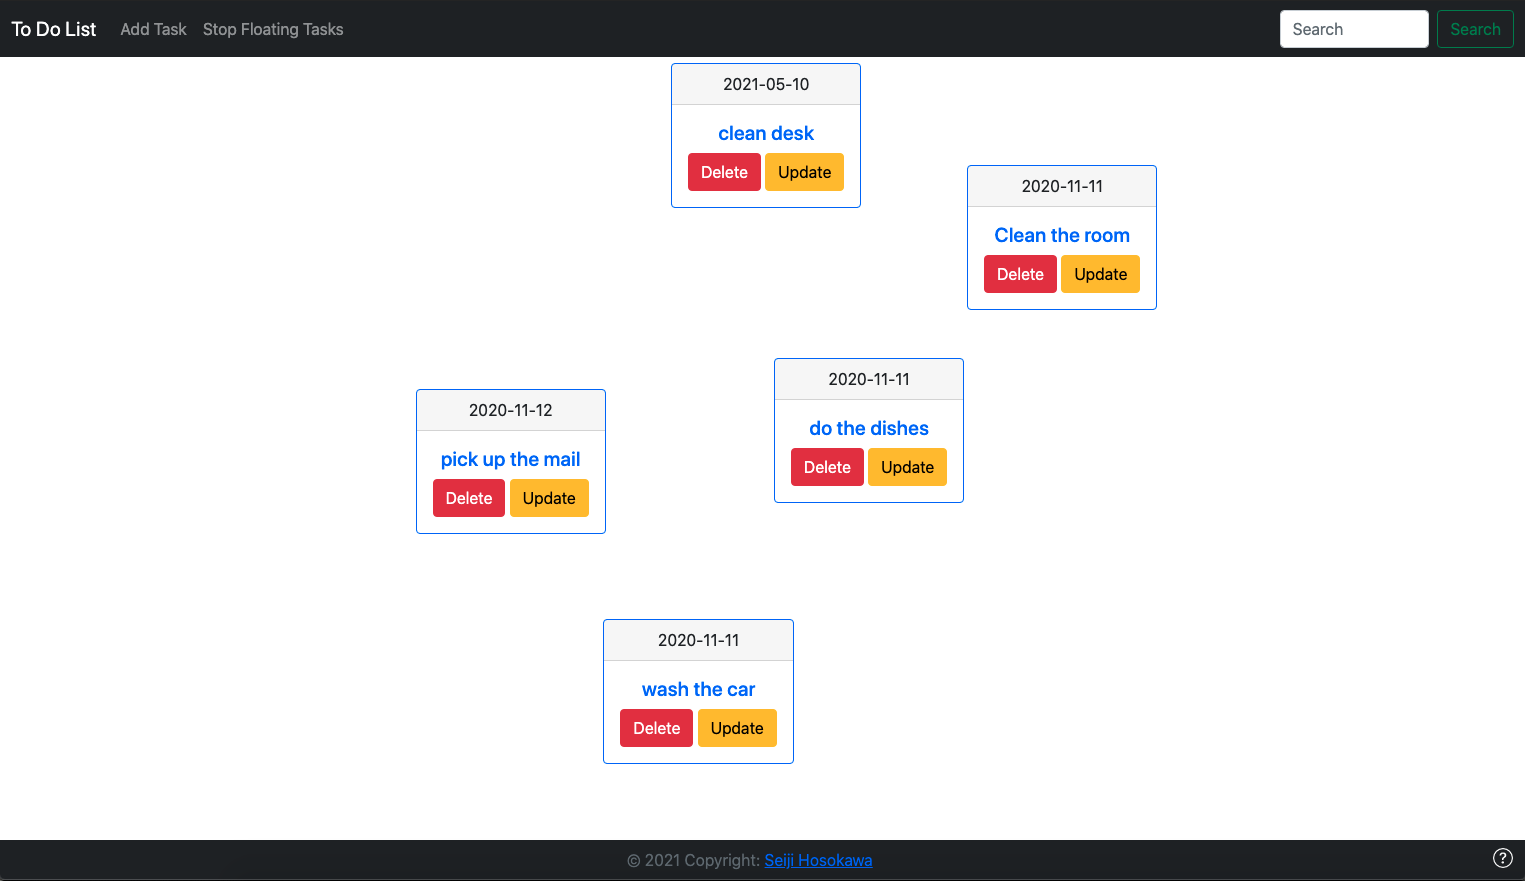 To Do List Add Task Stop Floating Tasks Search Search
2021-05-10
clean desk
Delete Update
2020-11-11
Clean the room
Delete Update
2020-11-11
do the dishes
Delete Update
2020-11-12
pick up the mail
Delete Update
2020-11-11
wash the car
Delete Update
© 2021 Copyright: Seiji Hosokawa ?